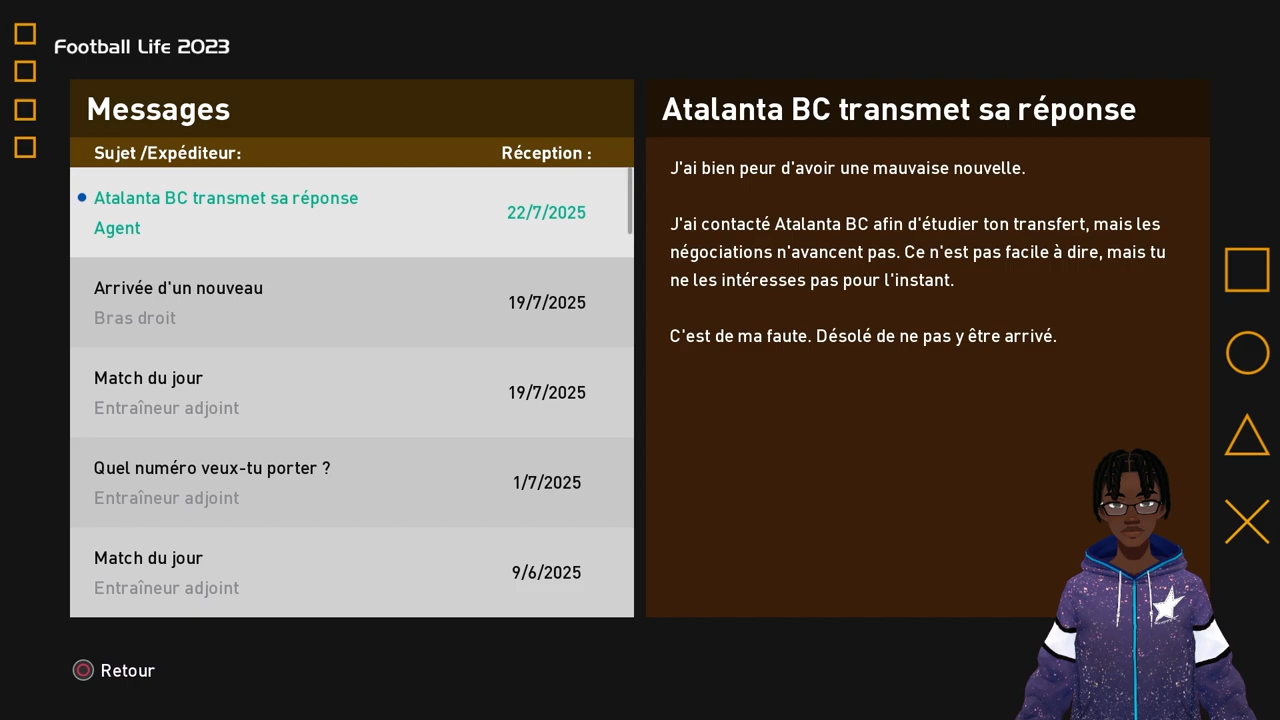 Football Life 2023
Messages
Sujet /Expéditeur:
Réception :
Atalanta BC transmet sa réponse
Agent
22/7/2025
Arrivée d'un nouveau
Bras droit
19/7/2025
Match du jour
Entraîneur adjoint
19/7/2025
Quel numéro veux-tu porter ?
Entraîneur adjoint
1/7/2025
Match du jour
Entraîneur adjoint
9/6/2025
Atalanta BC transmet sa réponse
J'ai bien peur d'avoir une mauvaise nouvelle.
J'ai contacté Atalanta BC afin d'étudier ton transfert, mais les
négociations n'avancent pas. Ce n'est pas facile à dire, mais tu
ne les intéresses pas pour l'instant.
C'est de ma faute. Désolé de ne pas y être arrivé.
Retour